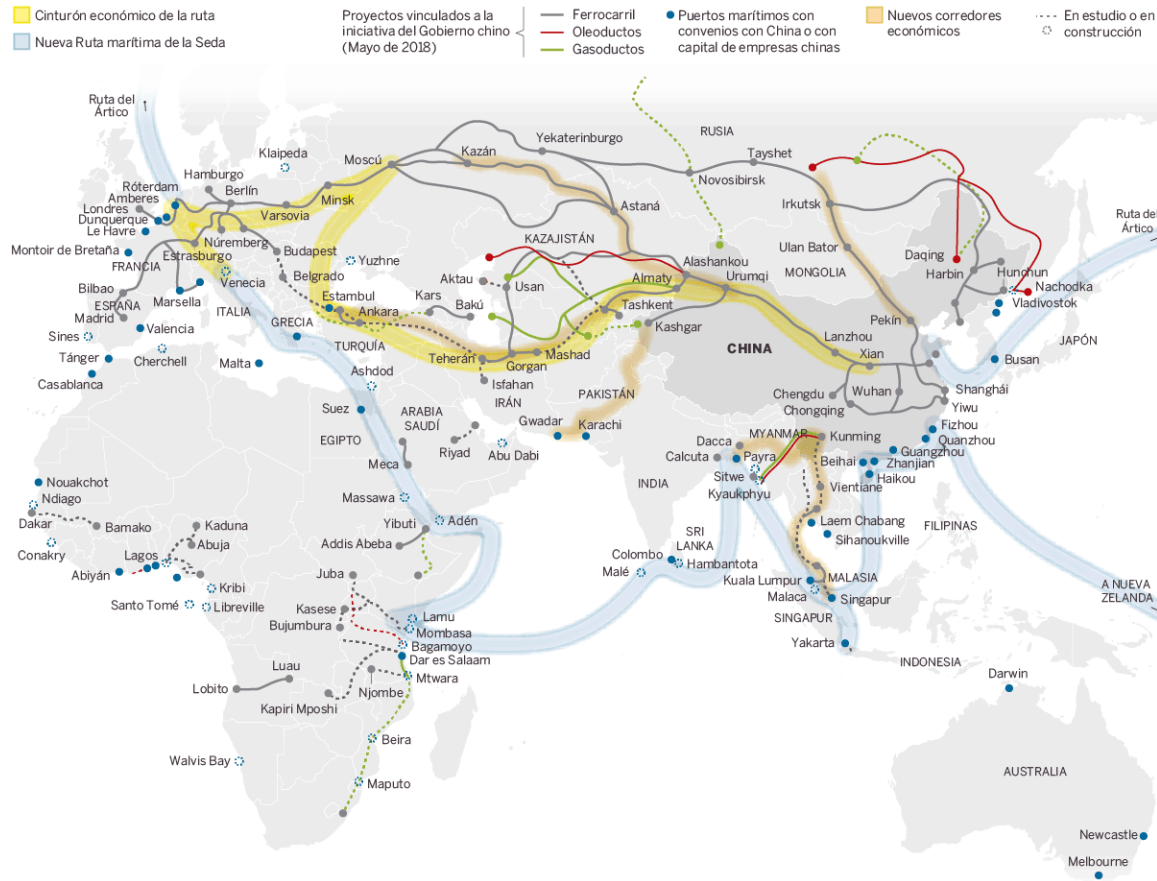 Cinturón económico de la ruta
Nueva Ruta marítima de la Seda
Proyectos vinculados a la
iniciativa del Gobierno chino
(Mayo de 2018)
Ferrocarril
Oleoductos
Gasoductos
Puertos marítimos con
convenios con China o con
capital de empresas chinas
Nuevos corredores
económicos
En estudio o en
construcción
Ruta del
Ártico
Klaipeda
Hamburgo
Róterdam
Berlín
Amberes
Londres
Dunquerque
Le Havre
Varsovia
Minsk
Moscú
Kazán
Yekaterinburgo
RUSIA
Tayshet
Novosibirsk
Irkutsk
Astaná
Montoir de Bretaña
Núremberg
Estrasburgo
FRANCIA
Budapest
Belgrado
Yuzhne
Venecia
Bilbao
ESPAÑA
Madrid
Marsella
ITALIA
Valencia
Sines
Tánger
Casablanca
Cherchell
Malta
GRECIA
Estambul
Ankara
TURQUÍA
Kars
Bakú
Aktau
Usan
KAZAJISTÁN
Alashankou
Almaty
Urumqi
Tashkent
Kashgar
Ulan Bator
MONGOLIA
Daqing
Harbin
Hunchun
Nachodka
Vladivostok
Ruta del
Ártico
Pekín
Lanzhou
Xian
CHINA
JAPÓN
Busan
Teherán
Gorgan
Mashad
Isfahan
IRÁN
Ashdod
Suez
EGIPTO
ARABIA
SAUDÍ
Riyad
Meca
Abu Dabi
PAKISTÁN
Gwadar
Karachi
Chengdu
Chongqing
Wuhan
Shanghái
Yiwu
Fizhou
Quanzhou
Guangzhou
Zhanjian
Haikou
Beihai
Kunming
MYANMAR
Dacca
Calcuta
Payra
Sitwe
Kyaukphyu
INDIA
Vientiane
Laem Chabang
Sihanoukville
FILIPINAS
Nouakchot
Ndiago
Dakar
Bamako
Conakry
Kaduna
Abuja
Lagos
Abiyán
Kribi
Santo Tomé
Libreville
Massawa
Adén
Yibuti
Addis Abeba
Juba
Kasese
Bujumbura
Lamu
Mombasa
Bagamoyo
Dar es Salaam
Mtwara
Luau
Lobito
Kapiri Mposhi
Njombe
Beira
Maputo
Walvis Bay
SRI
LANKA
Colombo
Hambantota
Malé
Kuala Lumpur
MALASIA
Malaca
Singapur
SINGAPUR
Yakarta
INDONESIA
A NUEVA
ZELANDA
Darwin
AUSTRALIA
Newcastle
Melbourne